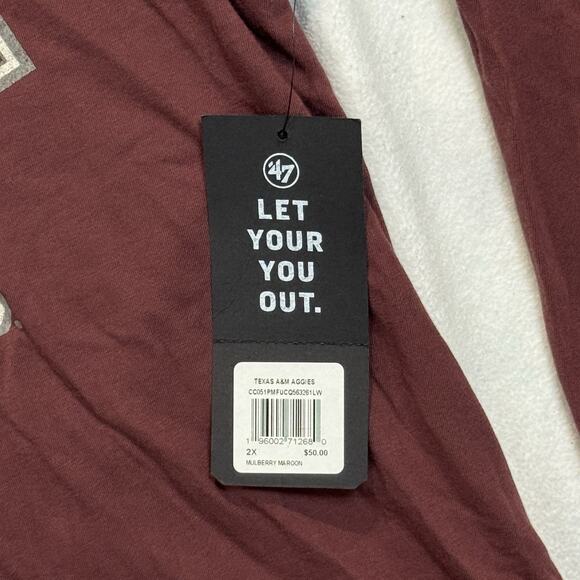 '47
LET
YOUR
YOU
OUT.
TEXAS A&M AGGIES
CC051PMFUCQ563261LW
1 96002 71268 0
2X $50.00
MULBERRY MAROON